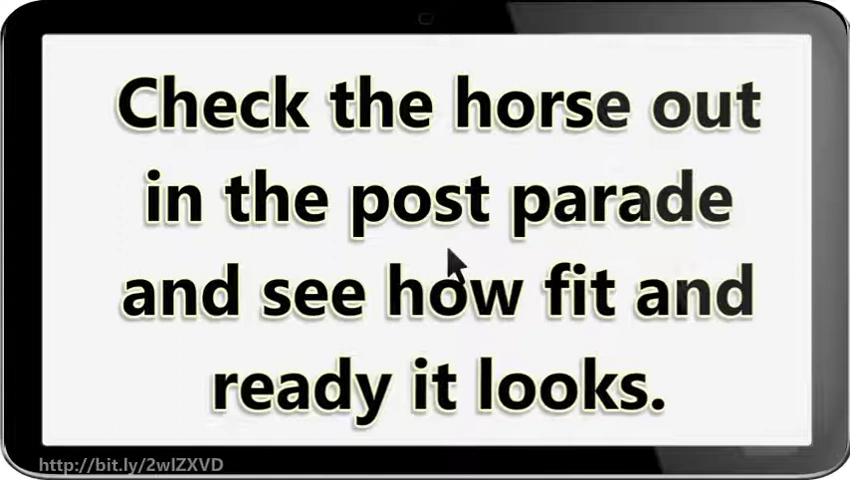 Check the horse out
in the post parade
and see how fit and
ready it looks.
http://bit.ly/2wlZXVD